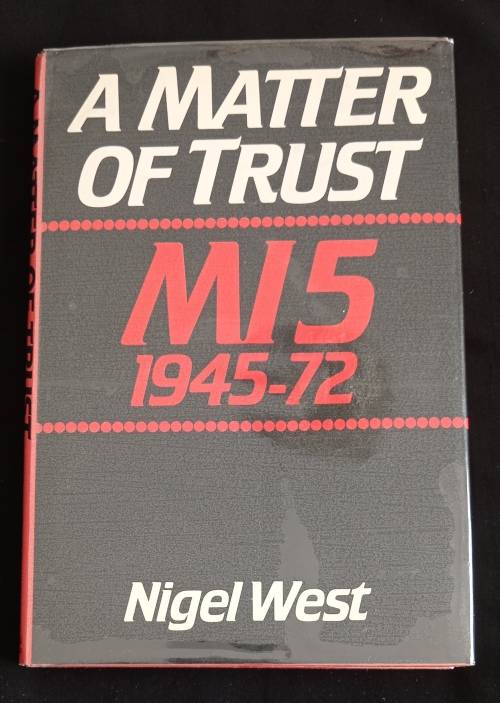 A MATTER
OF TRUST
MI5
1945-72
Nigel West